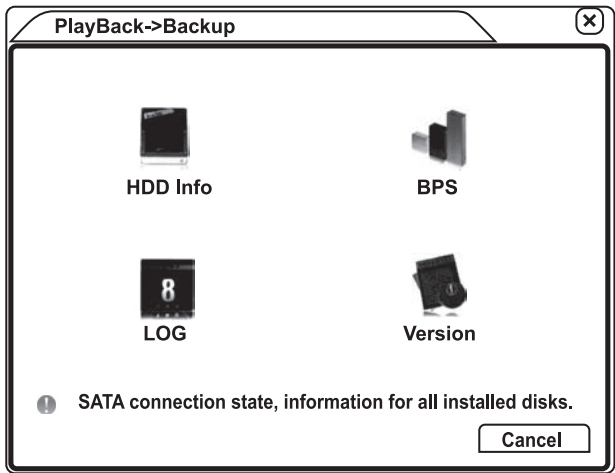 PlayBack->Backup
HDD Info
BPS
8
LOG
Version
SATA connection state, information for all installed disks.
Cancel